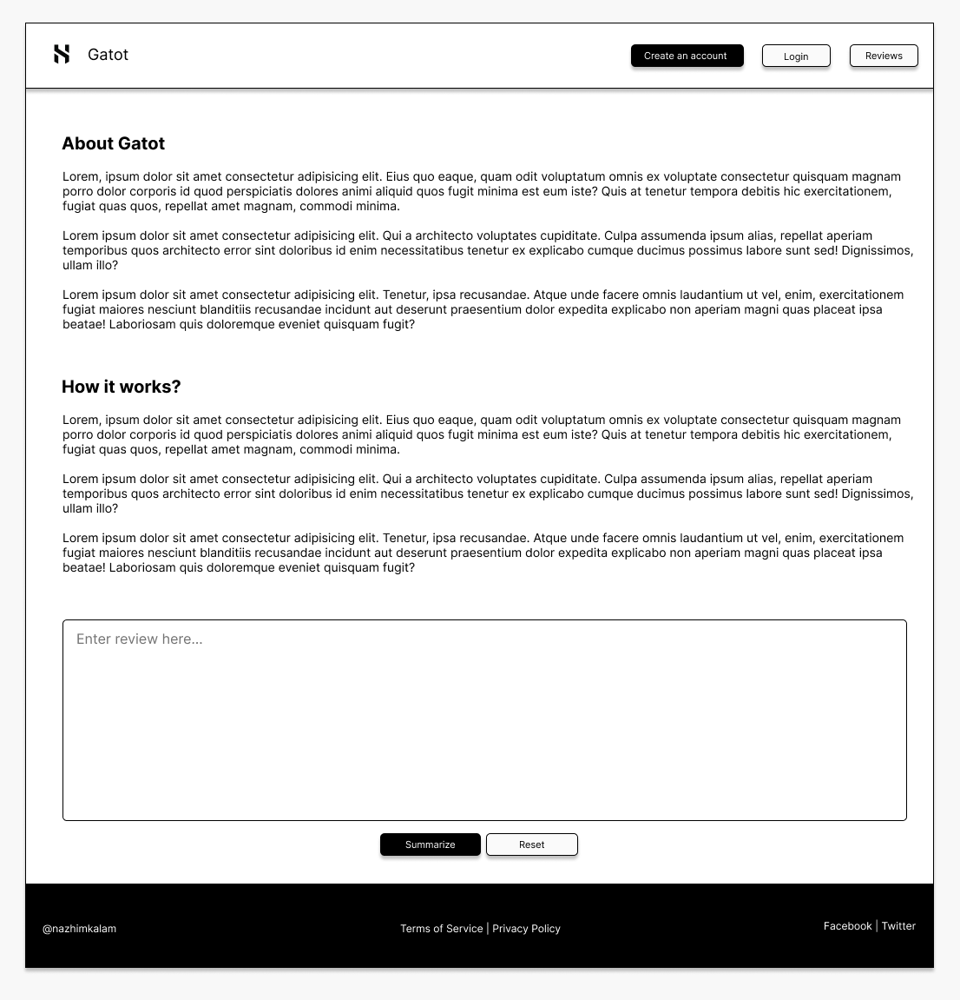 Gatot
Create an account
Login
Reviews
About Gatot
Lorem, ipsum dolor sit amet consectetur adipisicing elit. Eius quo eaque, quam odit voluptatum omnis ex voluptate consectetur quisquam magnam
porro dolor corporis id quod perspiciatis dolores animi aliquid quos fugit minima est eum iste? Quis at tenetur tempora debitis hic exercitationem,
fugiat quas quos, repellat amet magnam, commodi minima.
Lorem ipsum dolor sit amet consectetur adipisicing elit. Qui a architecto voluptates cupiditate. Culpa assumenda ipsum alias, repellat aperiam
temporibus quos architecto error sint doloribus id enim necessitatibus tenetur ex explicabo cumque ducimus possimus labore sunt sed! Dignissimos,
ullam illo?
Lorem ipsum dolor sit amet consectetur adipisicing elit. Tenetur, ipsa recusandae. Atque unde facere omnis laudantium ut vel, enim, exercitationem
fugiat maiores nesciunt blanditiis recusandae incidunt aut deserunt praesentium dolor expedita explicabo non aperiam magni quas placeat ipsa
beatae! Laboriosam quis doloremque eveniet quisquam fugit?
How it works?
Lorem, ipsum dolor sit amet consectetur adipisicing elit. Eius quo eaque, quam odit voluptatum omnis ex voluptate consectetur quisquam magnam
porro dolor corporis id quod perspiciatis dolores animi aliquid quos fugit minima est eum iste? Quis at tenetur tempora debitis hic exercitationem,
fugiat quas quos, repellat amet magnam, commodi minima.
Lorem ipsum dolor sit amet consectetur adipisicing elit. Qui a architecto voluptates cupiditate. Culpa assumenda ipsum alias, repellat aperiam
temporibus quos architecto error sint doloribus id enim necessitatibus tenetur ex explicabo cumque ducimus possimus labore sunt sed! Dignissimos,
ullam illo?
Lorem ipsum dolor sit amet consectetur adipisicing elit. Tenetur, ipsa recusandae. Atque unde facere omnis laudantium ut vel, enim, exercitationem
fugiat maiores nesciunt blanditiis recusandae incidunt aut deserunt praesentium dolor expedita explicabo non aperiam magni quas placeat ipsa
beatae! Laboriosam quis doloremque eveniet quisquam fugit?
Enter review here...
Summarize
Reset
@nazhimkalam
Terms of Service | Privacy Policy
Facebook | Twitter